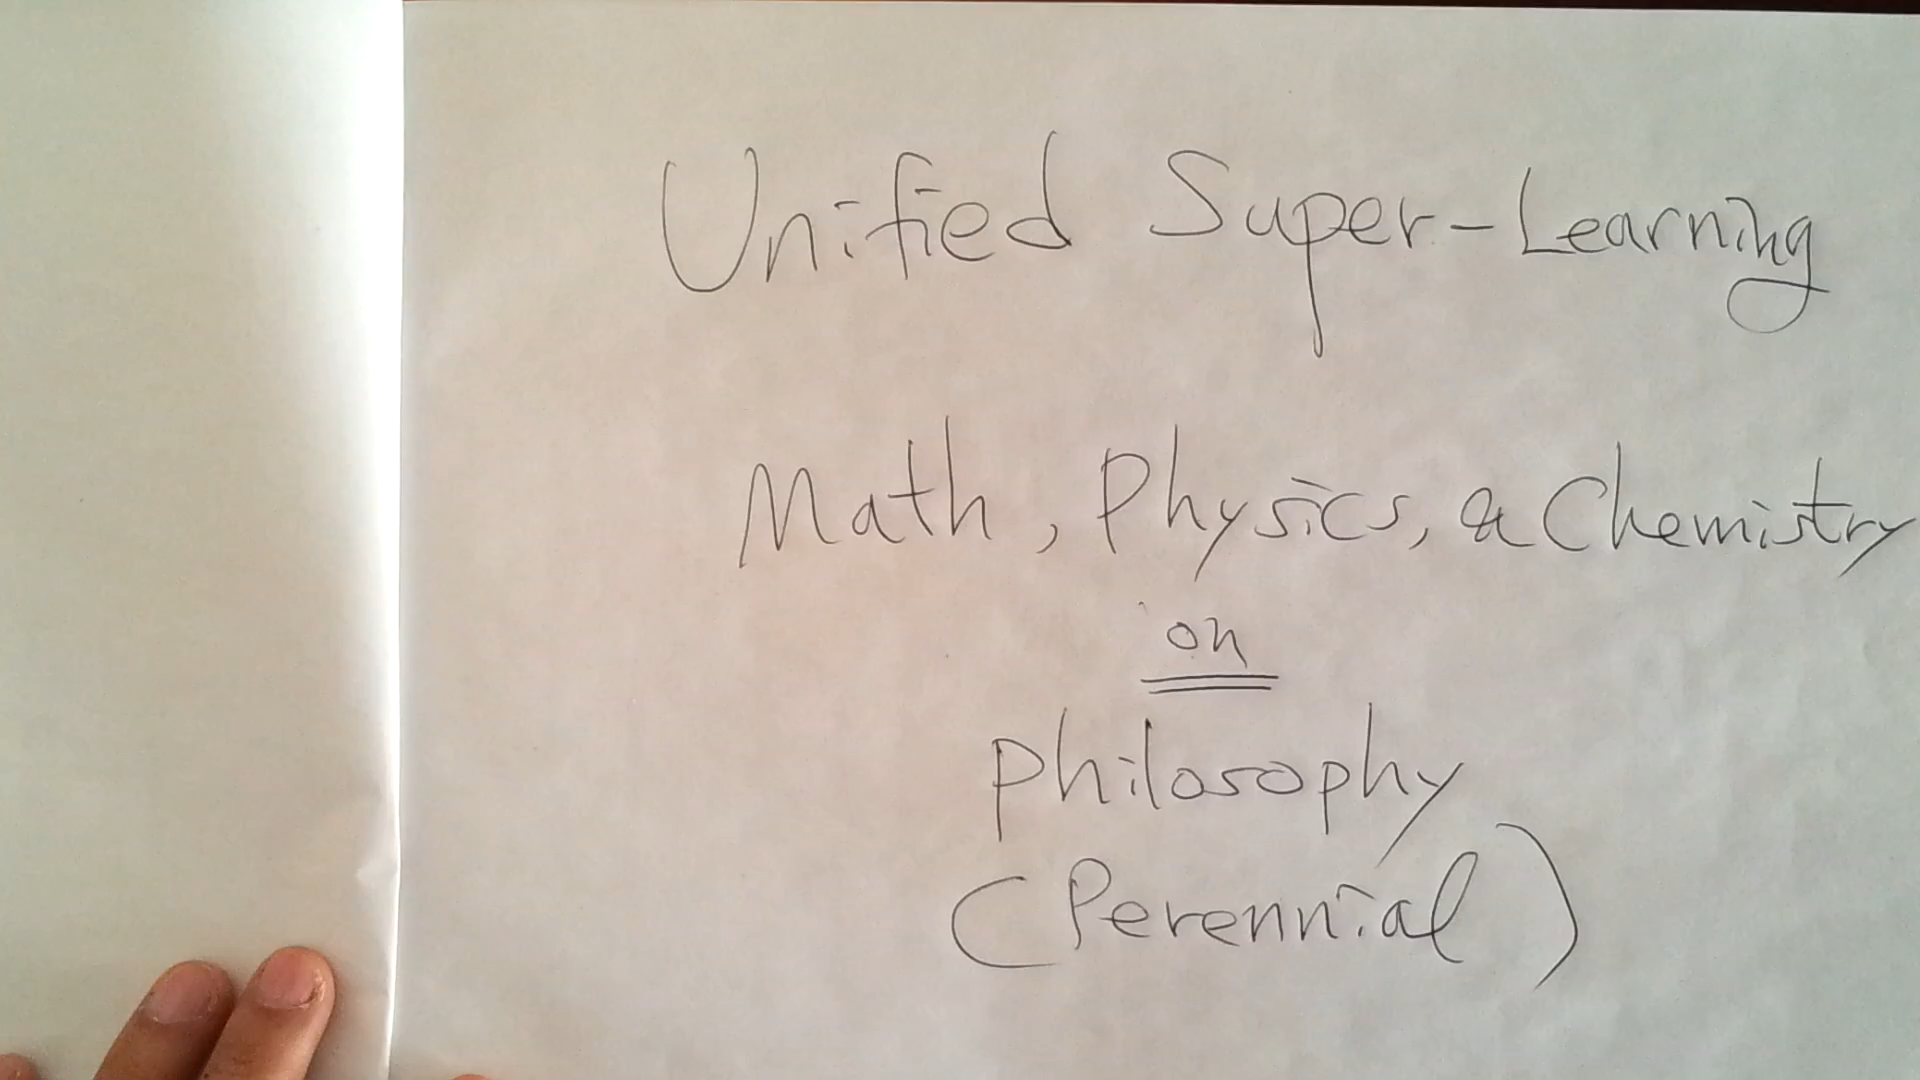 Unified Super-Learning
Math, Physics, & Chemistry
on
philosophy
(Perennial)